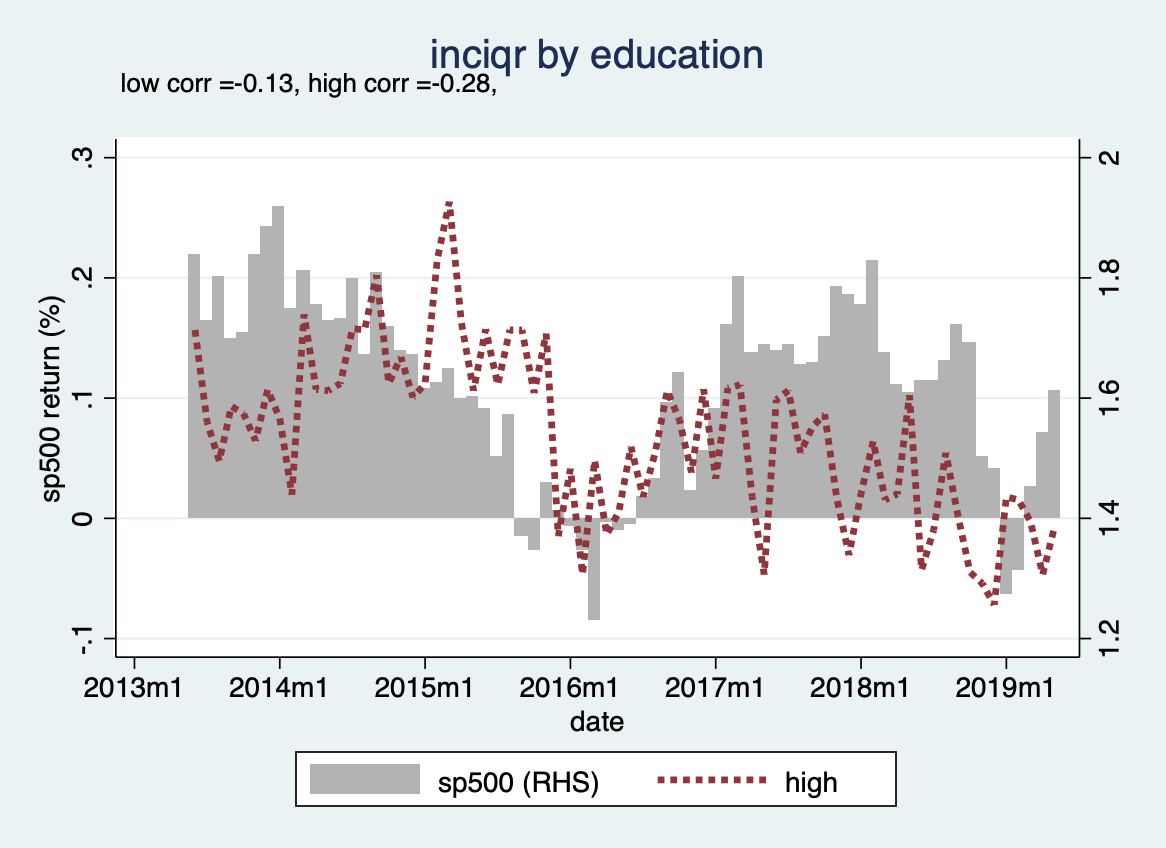 inciqr by education
low corr =-0.13, high corr =-0.28,
sp500 return (%)
.3
.2
.1
0
-.1
2
1.8
1.6
1.4
1.2
2013m1 2014m1 2015m1 2016m1 2017m1 2018m1 2019m1
date
sp500 (RHS) high